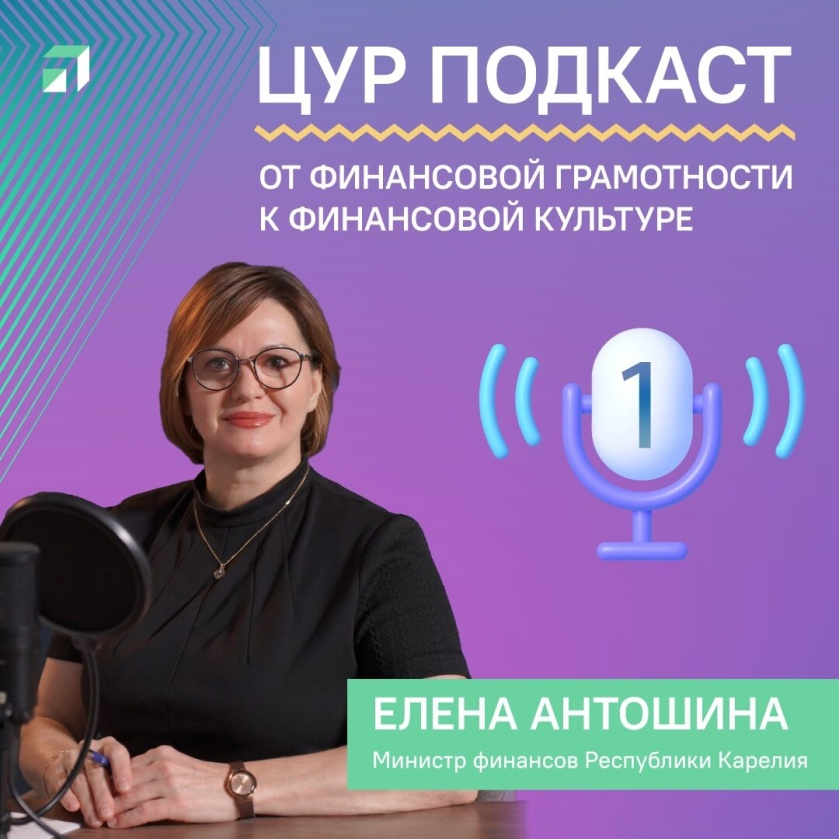 ЦУР ПОДКАСТ
ОТ ФИНАНСОВОЙ ГРАМОТНОСТИ
К ФИНАНСОВОЙ КУЛЬТУРЕ
1
ЕЛЕНА АНТОШИНА
Министр финансов Республики Карелия